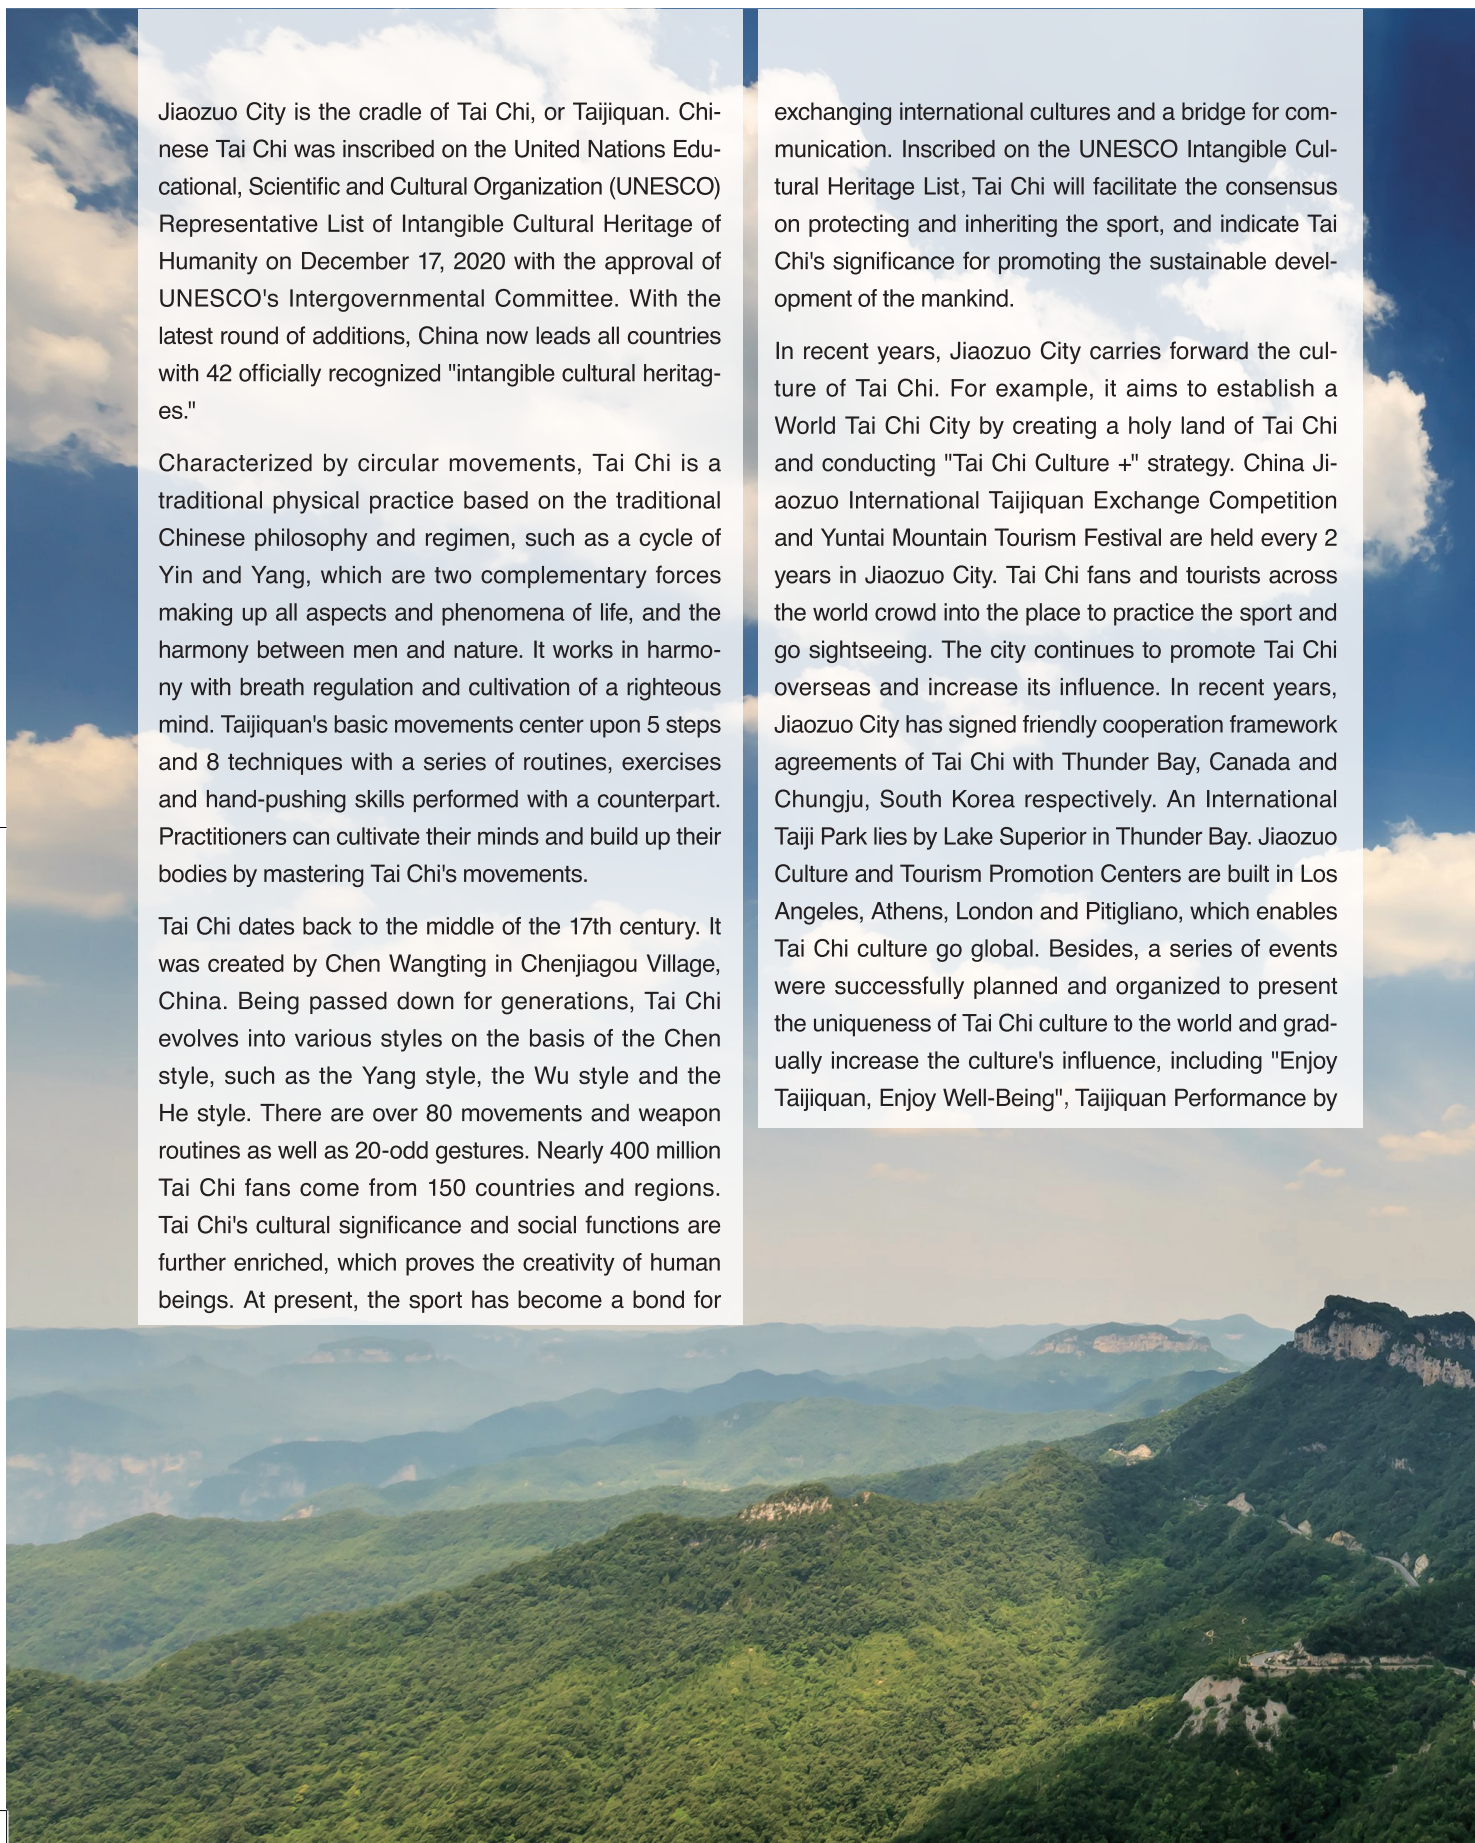 Jiaozuo City is the cradle of Tai Chi, or Taijiquan. Chi-
nese Tai Chi was inscribed on the United Nations Edu-
cational, Scientific and Cultural Organization (UNESCO)
Representative List of Intangible Cultural Heritage of
Humanity on December 17, 2020 with the approval of
UNESCO's Intergovernmental Committee. With the
latest round of additions, China now leads all countries
with 42 officially recognized "intangible cultural heritag-
es."
Characterized by circular movements, Tai Chi is a
traditional physical practice based on the traditional
Chinese philosophy and regimen, such as a cycle of
Yin and Yang, which are two complementary forces
making up all aspects and phenomena of life, and the
harmony between men and nature. It works in harmo-
ny with breath regulation and cultivation of a righteous
mind. Taijiquan's basic movements center upon 5 steps
and 8 techniques with a series of routines, exercises
and hand-pushing skills performed with a counterpart.
Practitioners can cultivate their minds and build up their
bodies by mastering Tai Chi's movements.
Tai Chi dates back to the middle of the 17th century. It
was created by Chen Wangting in Chenjiagou Village,
China. Being passed down for generations, Tai Chi
evolves into various styles on the basis of the Chen
style, such as the Yang style, the Wu style and the
He style. There are over 80 movements and weapon
routines as well as 20-odd gestures. Nearly 400 million
Tai Chi fans come from 150 countries and regions.
Tai Chi's cultural significance and social functions are
further enriched, which proves the creativity of human
beings. At present, the sport has become a bond for
exchanging international cultures and a bridge for com-
munication. Inscribed on the UNESCO Intangible Cul-
tural Heritage List, Tai Chi will facilitate the consensus
on protecting and inheriting the sport, and indicate Tai
Chi's significance for promoting the sustainable devel-
opment of the mankind.
In recent years, Jiaozuo City carries forward the cul-
ture of Tai Chi. For example, it aims to establish a
World Tai Chi City by creating a holy land of Tai Chi
and conducting "Tai Chi Culture +" strategy. China Ji-
aozuo International Taijiquan Exchange Competition
and Yuntai Mountain Tourism Festival are held every 2
years in Jiaozuo City. Tai Chi fans and tourists across
the world crowd into the place to practice the sport and
go sightseeing. The city continues to promote Tai Chi
overseas and increase its influence. In recent years,
Jiaozuo City has signed friendly cooperation framework
agreements of Tai Chi with Thunder Bay, Canada and
Chungju, South Korea respectively. An International
Taiji Park lies by Lake Superior in Thunder Bay. Jiaozuo
Culture and Tourism Promotion Centers are built in Los
Angeles, Athens, London and Pitigliano, which enables
Tai Chi culture go global. Besides, a series of events
were successfully planned and organized to present
the uniqueness of Tai Chi culture to the world and grad-
ually increase the culture's influence, including "Enjoy
Taijiquan, Enjoy Well-Being", Taijiquan Performance by